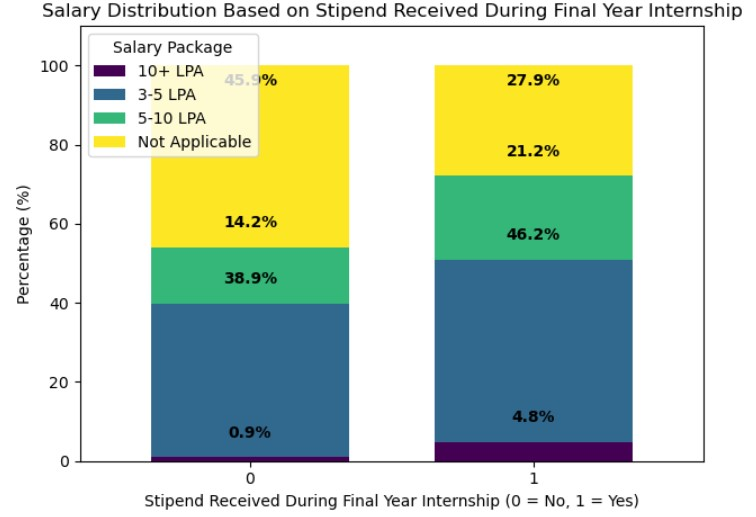 Salary Distribution Based on Stipend Received During Final Year Internship
Salary Package
10+ LPA
3-5 LPA
5-10 LPA
Not Applicable
Percentage (%)
100
80
60
40
20
0
45.9%
14.2%
38.9%
0.9%
27.9%
21.2%
46.2%
4.8%
0
1
Stipend Received During Final Year Internship (0 = No, 1 = Yes)